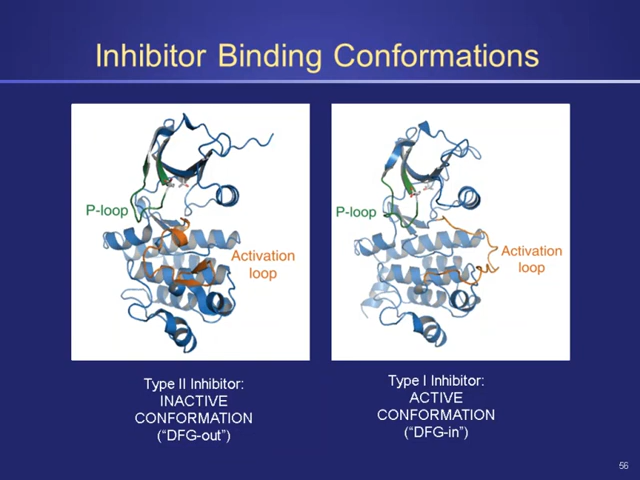 Inhibitor Binding Conformations
P-loop
Activation
loop
P-loop
Activation
loop
Type II Inhibitor:
INACTIVE
CONFORMATION
(“DFG-out”)
Type I Inhibitor:
ACTIVE
CONFORMATION
(“DFG-in”)
56